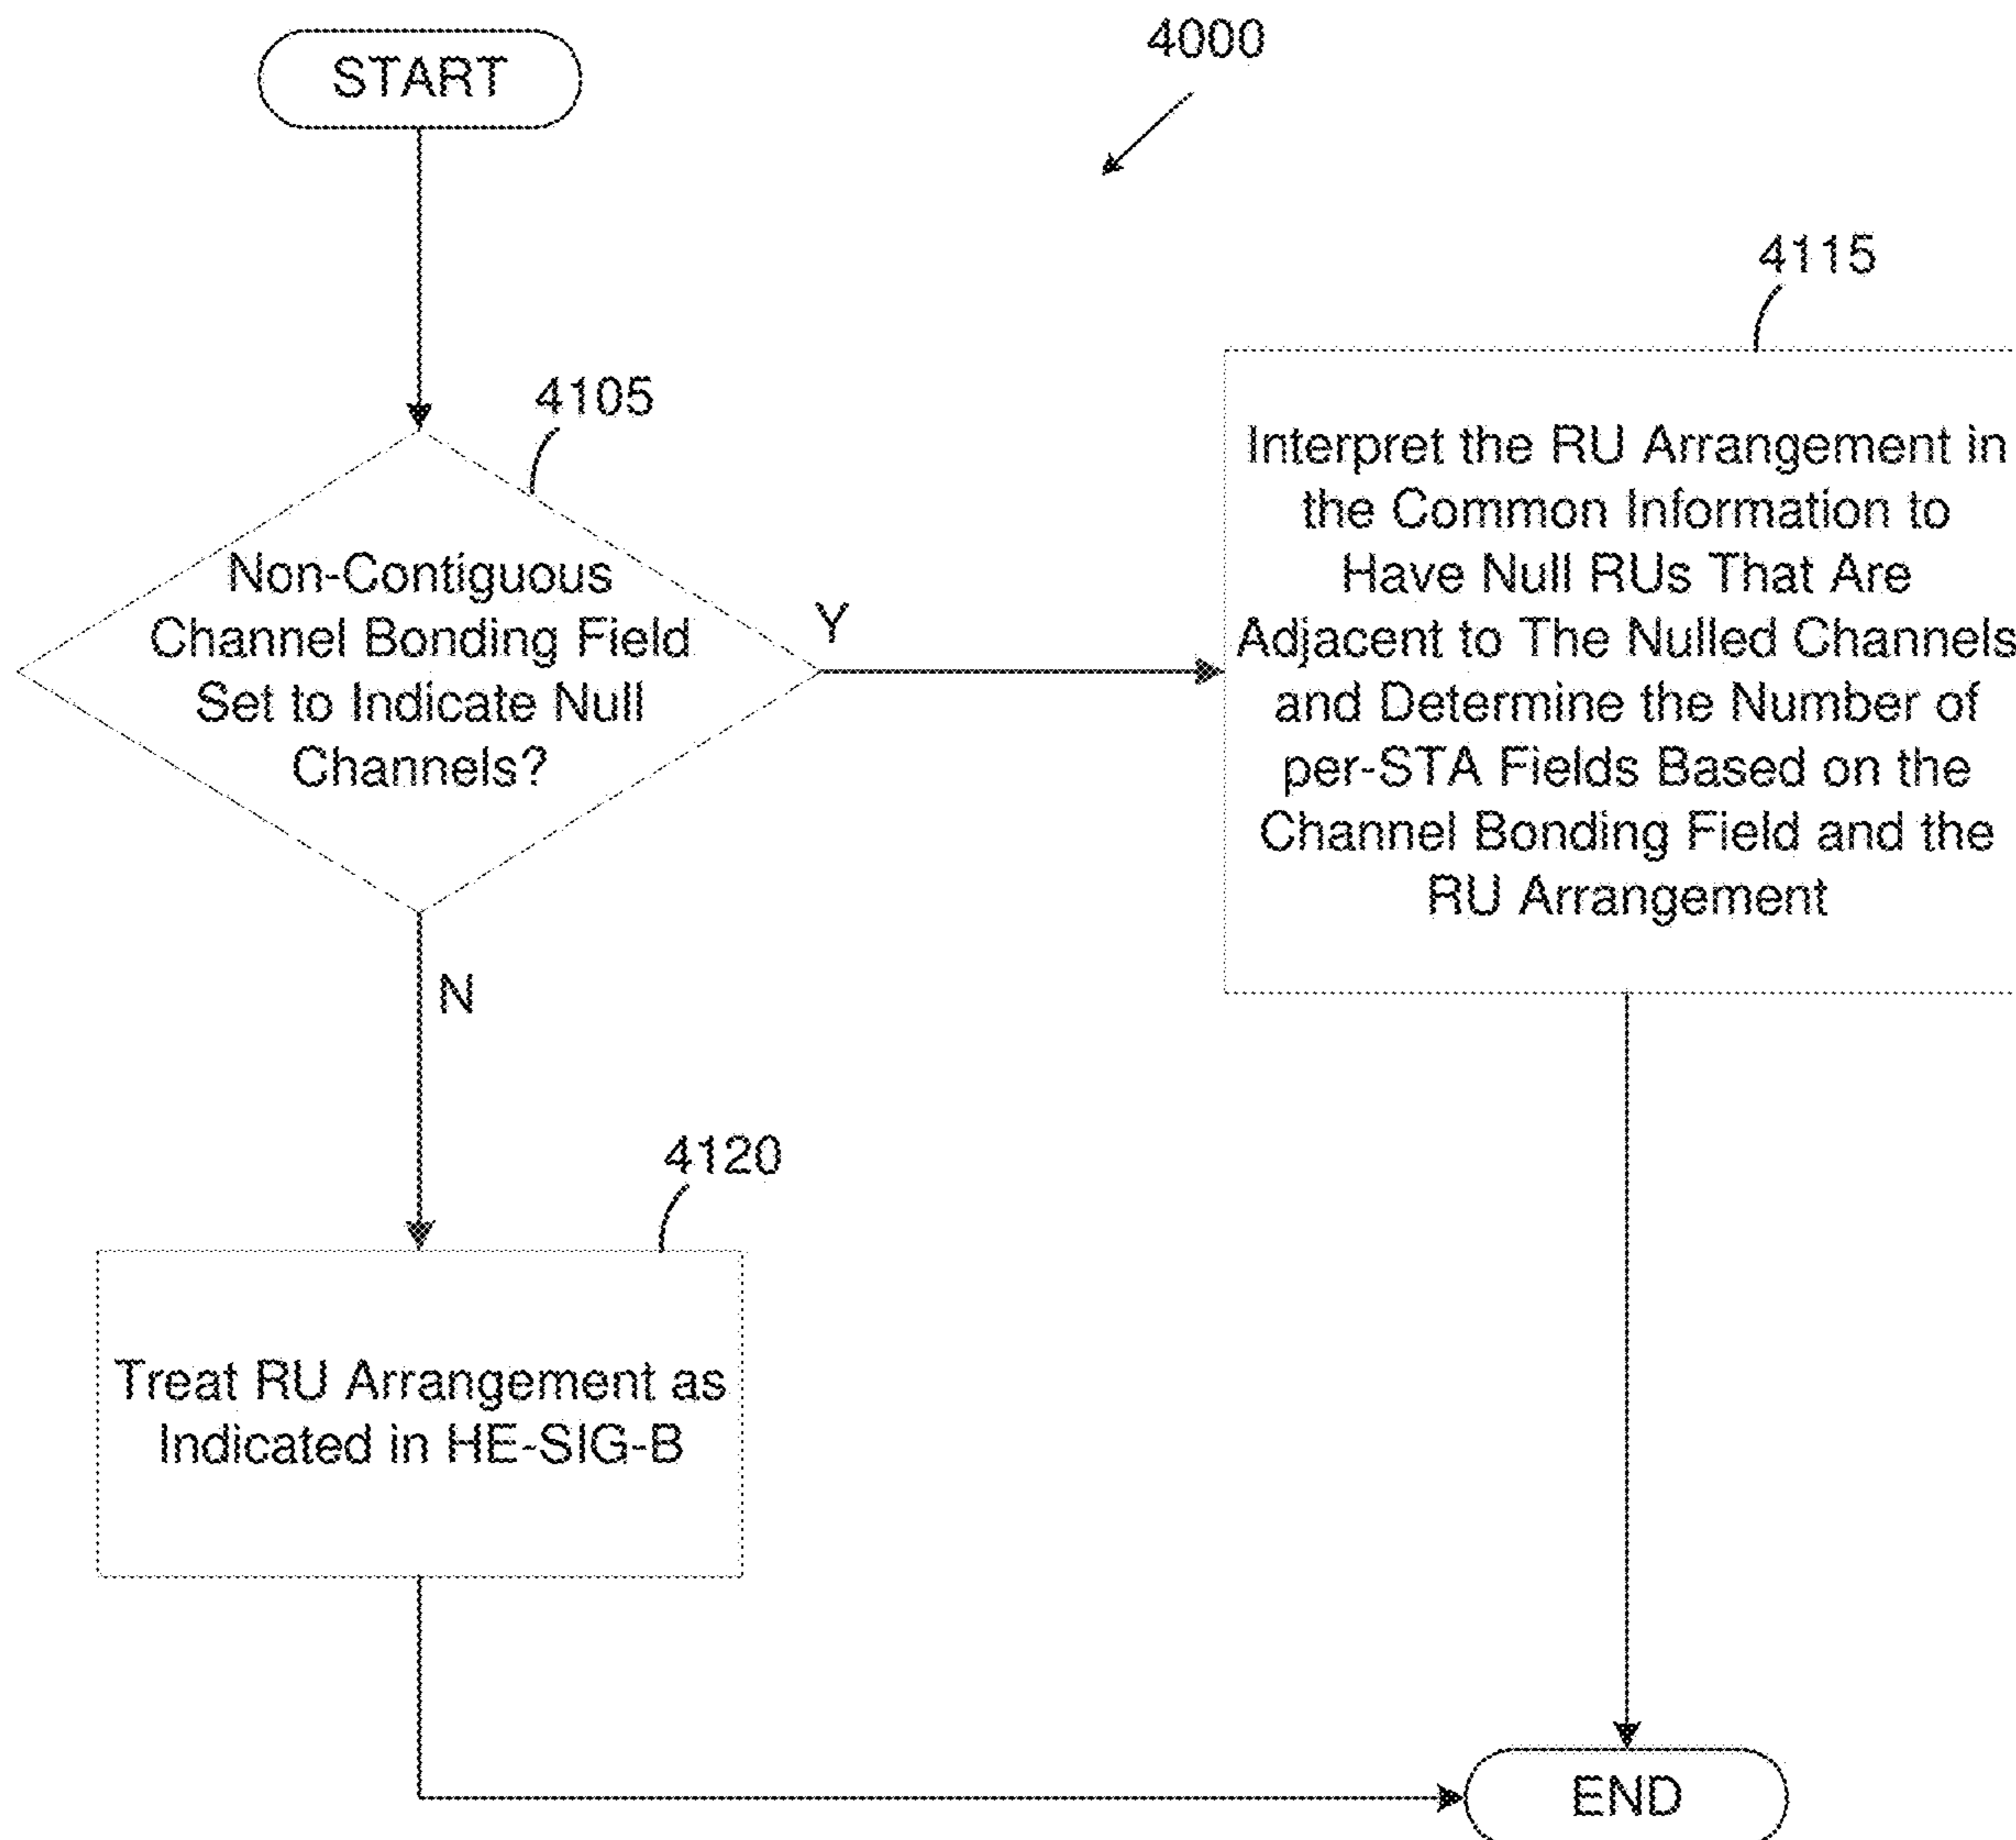 START
4000
4105
Non-Contiguous
Channel Bonding Field
Set to Indicate Null
Channels?
Y
N
4115
Interpret the RU Arrangement in
the Common Information to
Have Null RUs That Are
Adjacent to The Nulled Channels
and Determine the Number of
per-STA Fields Based on the
Channel Bonding Field and the
RU Arrangement
4120
Treat RU Arrangement as
Indicated in HE-SIG-B
END